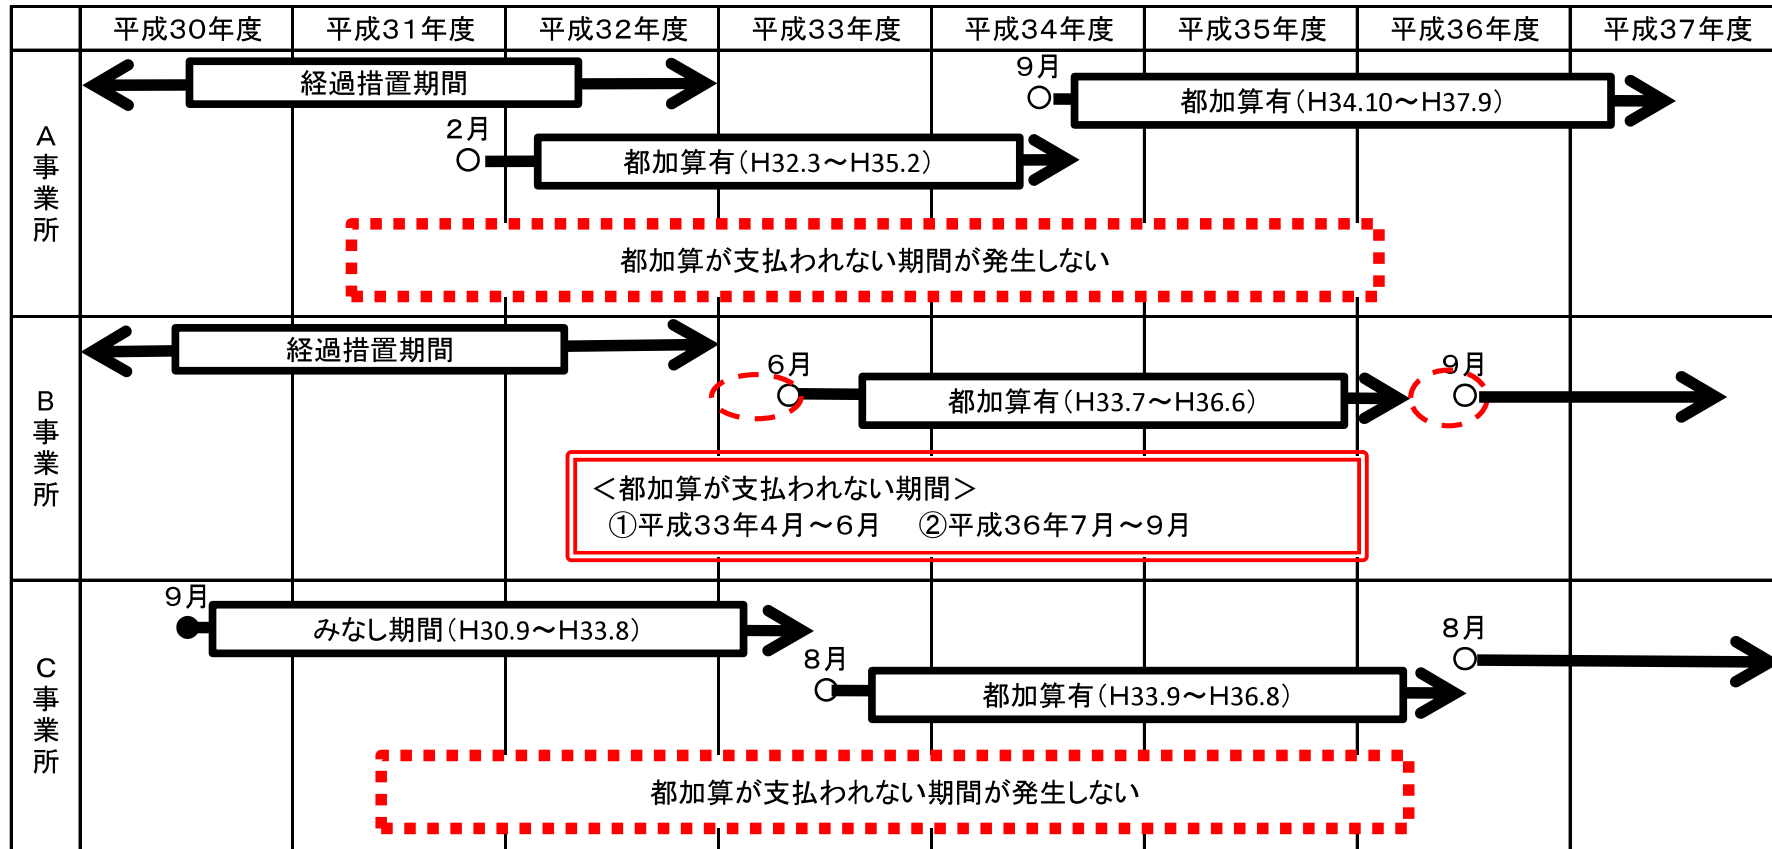 平成30年度 平成31年度 平成32年度 平成33年度 平成34年度 平成35年度 平成36年度 平成37年度
A事業所
経過措置期間
9月
都加算有（H34.10～H37.9）
2月
都加算有（H32.3～H35.2）
都加算が支払われない期間が発生しない
B事業所
経過措置期間
6月
都加算有（H33.7～H36.6）
9月
＜都加算が支払われない期間＞
①平成33年4月～6月 ②平成36年7月～9月
C事業所
9月
みなし期間（H30.9～H33.8）
8月
都加算有（H33.9～H36.8）
8月
都加算が支払われない期間が発生しない